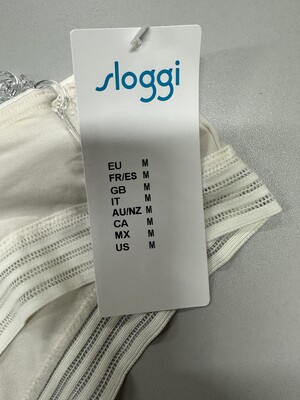 sloggi
EU M
FR/ES M
GB M
IT M
AU/NZ M
CA M
MX M
US M